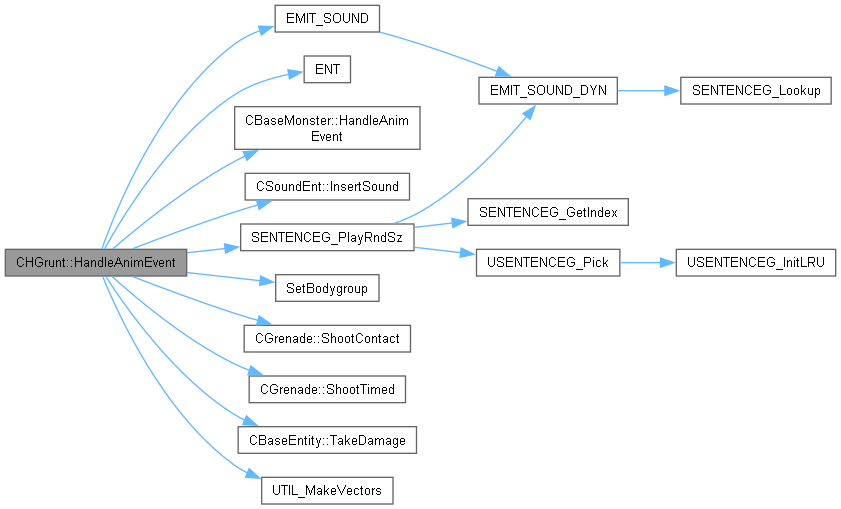 EMIT_SOUND
ENT
EMIT_SOUND_DYN
SENTENCEG_Lookup
CBaseMonster::HandleAnim
Event
CSoundEnt::InsertSound
SENTENCEG_GetIndex
SENTENCEG_PlayRndSz
CHGrunt::HandleAnimEvent
USENTENCEG_Pick
USENTENCEG_InitLRU
SetBodygroup
CGrenade::ShootContact
CGrenade::ShootTimed
CBaseEntity::TakeDamage
UTIL_MakeVectors